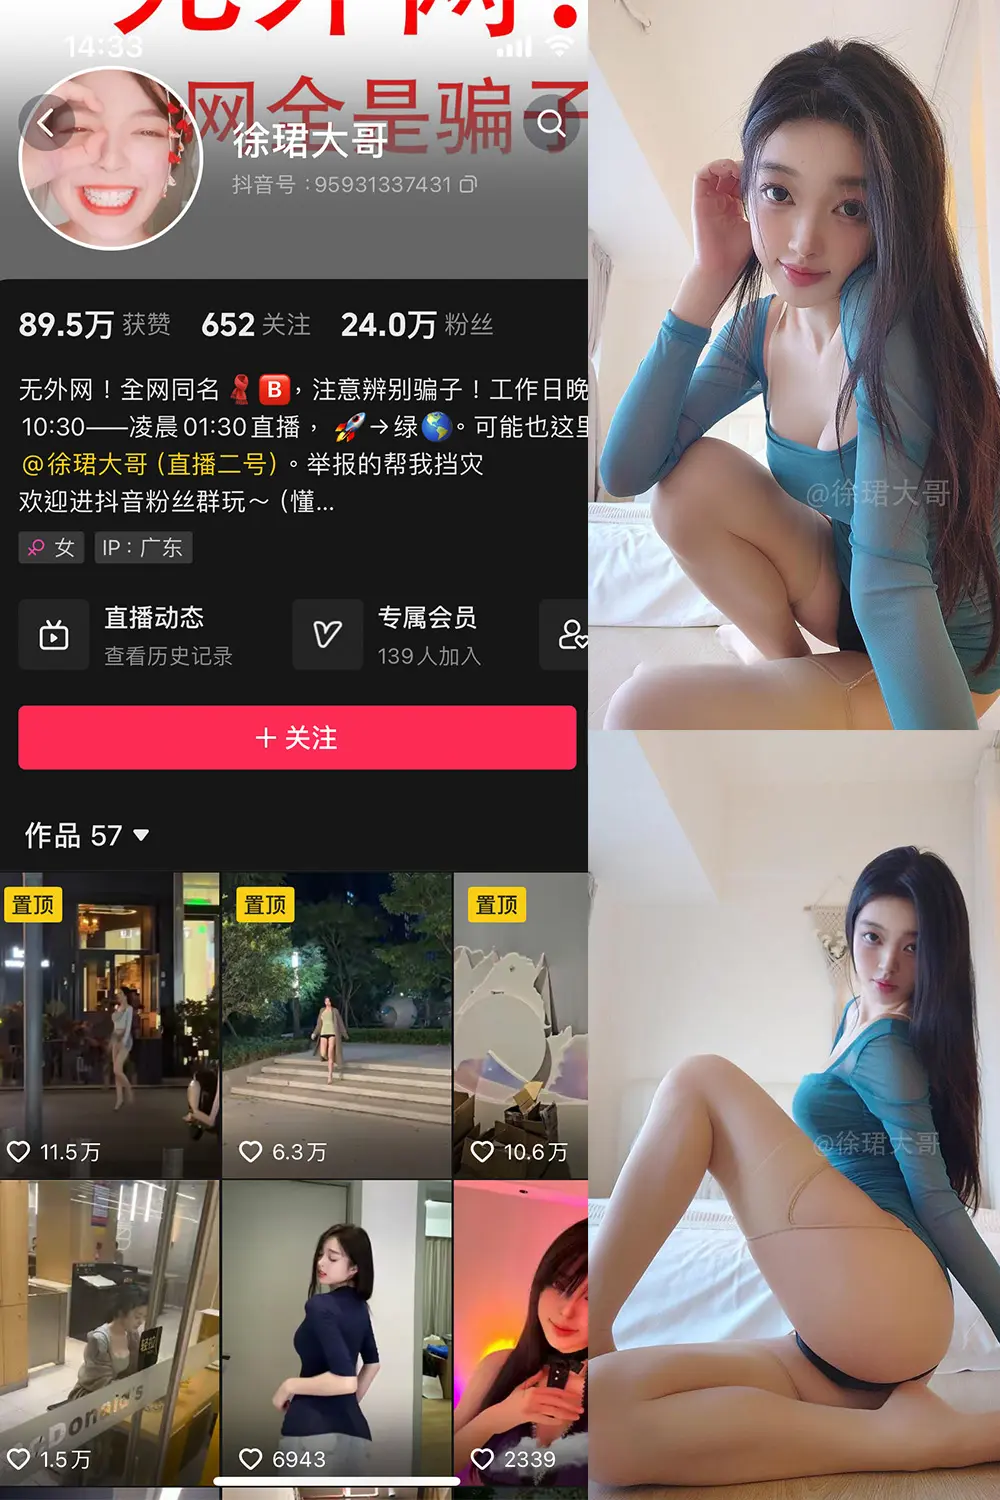 无外网!
网全是骗子
14:33
徐珺大哥
抖音号：95931337431
89.5万 获赞 652 关注 24.0万 粉丝
无外网！全网同名🧣🅱️，注意辨别骗子！工作日晚
10:30——凌晨01:30直播，🚀→绿🌎。可能也这里
@徐珺大哥（直播二号）。举报的帮我挡灾
欢迎进抖音粉丝群玩～（懂...
女 IP：广东
直播动态
查看历史记录
专属会员
139人加入
＋关注
作品 57
置顶
置顶
置顶
11.5万
6.3万
10.6万
1.5万
6943
2339
@徐珺大哥
@徐珺大哥